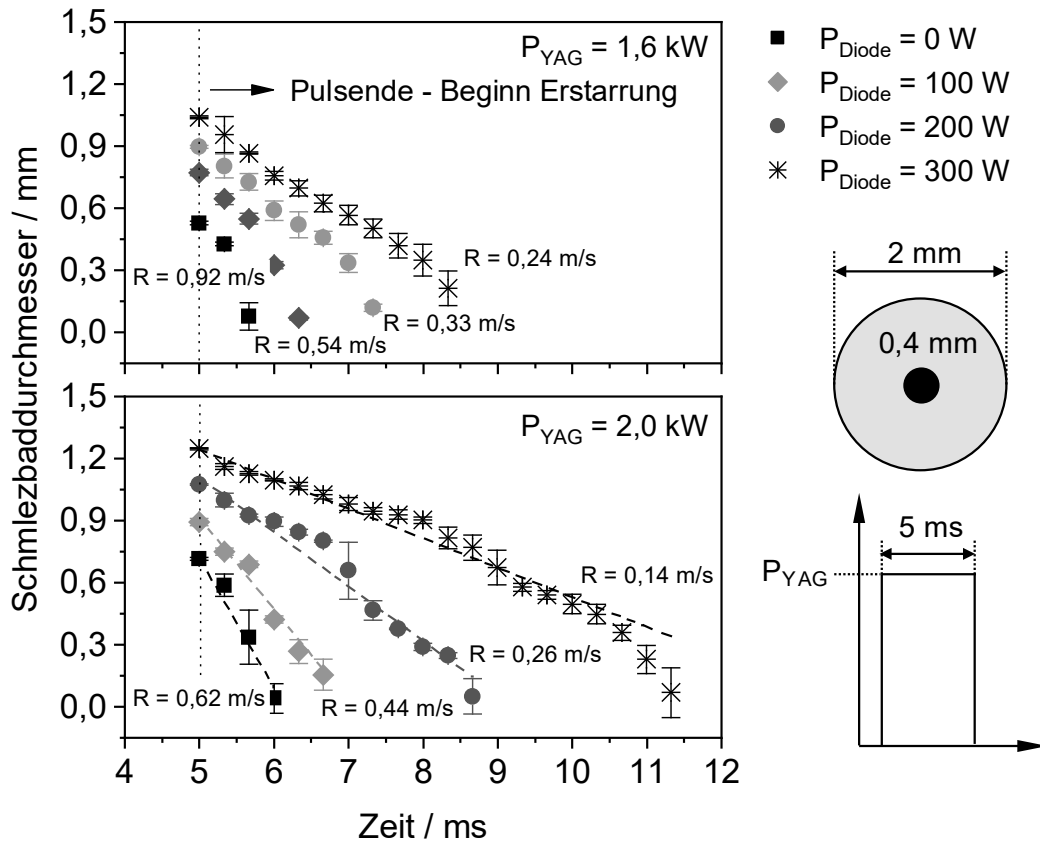 1,5
1,2
0,9
0,6
0,3
0,0
P_YAG = 1,6 kW
Pulsende - Beginn Erstarrung
R = 0,92 m/s
R = 0,24 m/s
R = 0,33 m/s
R = 0,54 m/s
Schmlezbaddurchmesser / mm
1,5
1,2
0,9
0,6
0,3
0,0
P_YAG = 2,0 kW
R = 0,14 m/s
R = 0,26 m/s
R = 0,62 m/s
R = 0,44 m/s
4 5 6 7 8 9 10 11 12
Zeit / ms
P_Diode = 0 W
P_Diode = 100 W
P_Diode = 200 W
P_Diode = 300 W
2 mm
0,4 mm
5 ms
P_YAG